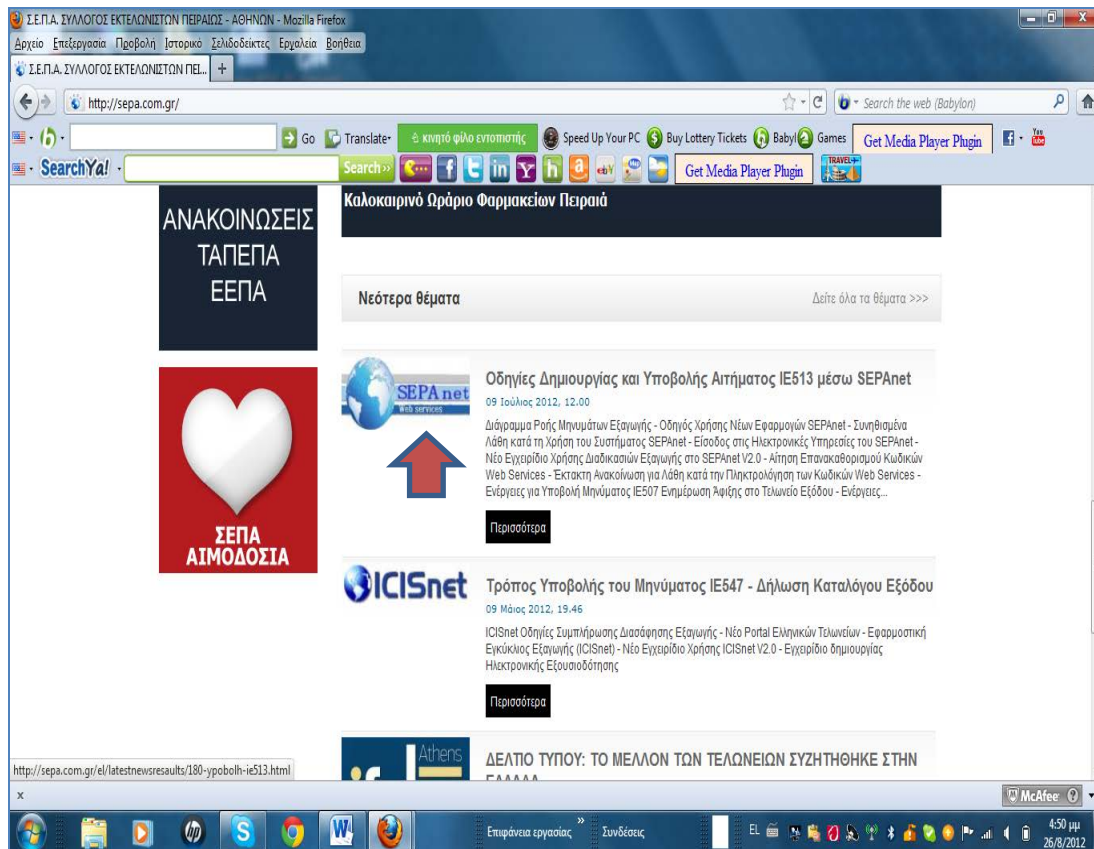 Σ.Ε.Π.Α. ΣΥΛΛΟΓΟΣ ΕΚΤΕΛΩΝΙΣΤΩΝ ΠΕΙΡΑΙΩΣ - ΑΘΗΝΩΝ - Mozilla Firefox
Αρχείο Επεξεργασία Προβολή Ιστορικό Σελιδοδείκτες Εργαλεία Βοήθεια
Σ.Ε.Π.Α. ΣΥΛΛΟΓΟΣ ΕΚΤΕΛΩΝΙΣΤΩΝ ΠΕΙ... +
http://sepa.com.gr/ Search the web (Babylon)
Go Translate κινητό φίλο εντοπιστής Speed Up Your PC Buy Lottery Tickets Babyl Games Get Media Player Plugin You Tube
SearchYa! Search >> ebY Get Media Player Plugin TRAVEL+
ΑΝΑΚΟΙΝΩΣΕΙΣ
ΤΑΠΕΠΑ
ΕΕΠΑ
Καλοκαιρινό Ωράριο Φαρμακείων Πειραιά
Νεότερα θέματα Δείτε όλα τα θέματα >>>
SEPAnet
Web services
Οδηγίες Δημιουργίας και Υποβολής Αιτήματος IE513 μέσω SEPAnet
09 Ιούλιος 2012, 12.00
Διάγραμμα Ροής Μηνυμάτων Εξαγωγής - Οδηγός Χρήσης Νέων Εφαρμογών SEPAnet - Συνηθισμένα
Λάθη κατά τη Χρήση του Συστήματος SEPAnet - Είσοδος στις Ηλεκτρονικές Υπηρεσίες του SEPAnet -
Νέο Εγχειρίδιο Χρήσης Διαδικασιών Εξαγωγής στο SEPAnet V2.0 - Αίτηση Επανακαθορισμού Κωδικών
Web Services - Έκτακτη Ανακοίνωση για Λάθη κατά την Πληκτρολόγηση των Κωδικών Web Services -
Ενέργειες για Υποβολή Μηνύματος IE507 Ενημέρωση Άφιξης στο Τελωνείο Εξόδου - Ενέργειες...
Περισσότερα
ΣΕΠΑ
ΑΙΜΟΔΟΣΙΑ
ICISnet
Τρόπος Υποβολής του Μηνύματος IE547 - Δήλωση Καταλόγου Εξόδου
09 Μάιος 2012, 19.46
ICISnet Οδηγίες Συμπλήρωσης Διασάφησης Εξαγωγής - Νέο Portal Ελληνικών Τελωνείων - Εφαρμοστική
Εγκύκλιος Εξαγωγής (ICISnet) - Νέο Εγχειρίδιο Χρήσης ICISnet V2.0 - Εγχειρίδιο δημιουργίας
Ηλεκτρονικής Εξουσιοδότησης
Περισσότερα
Athens
ΔΕΛΤΙΟ ΤΥΠΟΥ: ΤΟ ΜΕΛΛΟΝ ΤΩΝ ΤΕΛΩΝΕΙΩΝ ΣΥΖΗΤΗΘΗΚΕ ΣΤΗΝ
http://sepa.com.gr/el/latestnewsresaults/180-ypobolh-ie513.html
x McAfee
Επιφάνεια εργασίας >> Συνδέσεις EL 4:50 μμ
26/8/2012